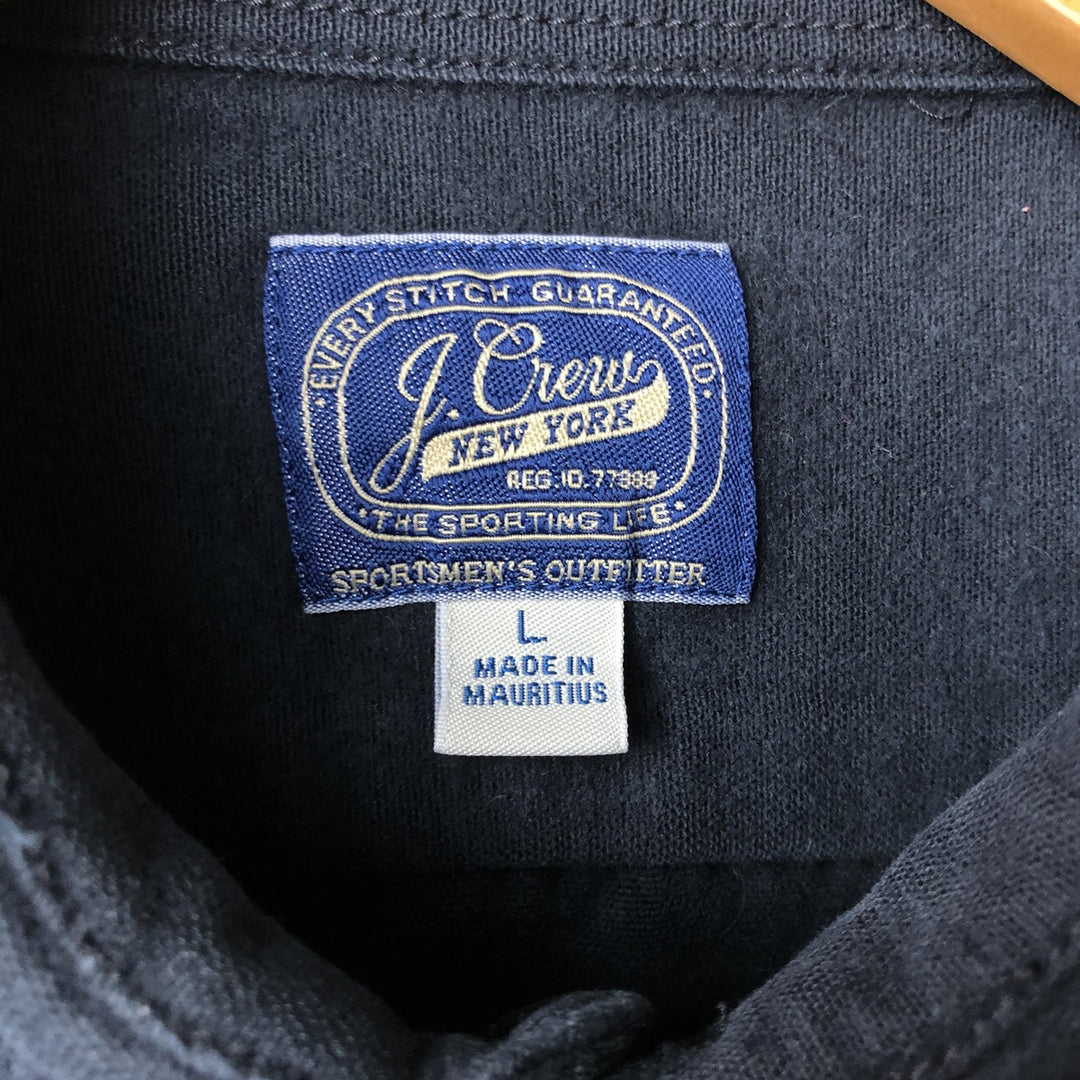 · EVERY STITCH GUARANTEED ·
J. Crew
NEW YORK
REG. ID. 77388
· THE SPORTING LIFE ·
SPORTSMEN'S OUTFITTER
L
MADE IN
MAURITIUS